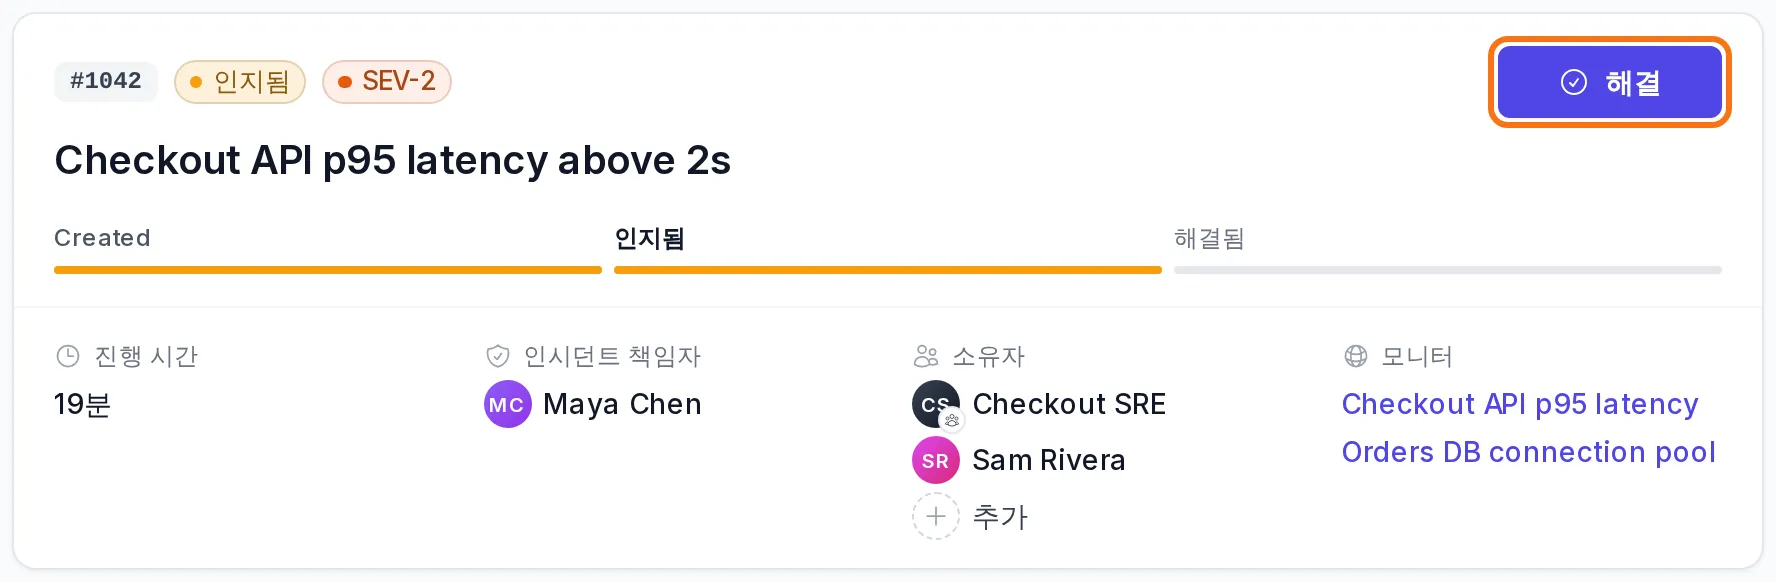 #1042 인지됨 SEV-2
해결
Checkout API p95 latency above 2s
Created 인지됨 해결됨
진행 시간
19분
인시던트 책임자
MC Maya Chen
소유자
CS Checkout SRE
SR Sam Rivera
추가
모니터
Checkout API p95 latency
Orders DB connection pool